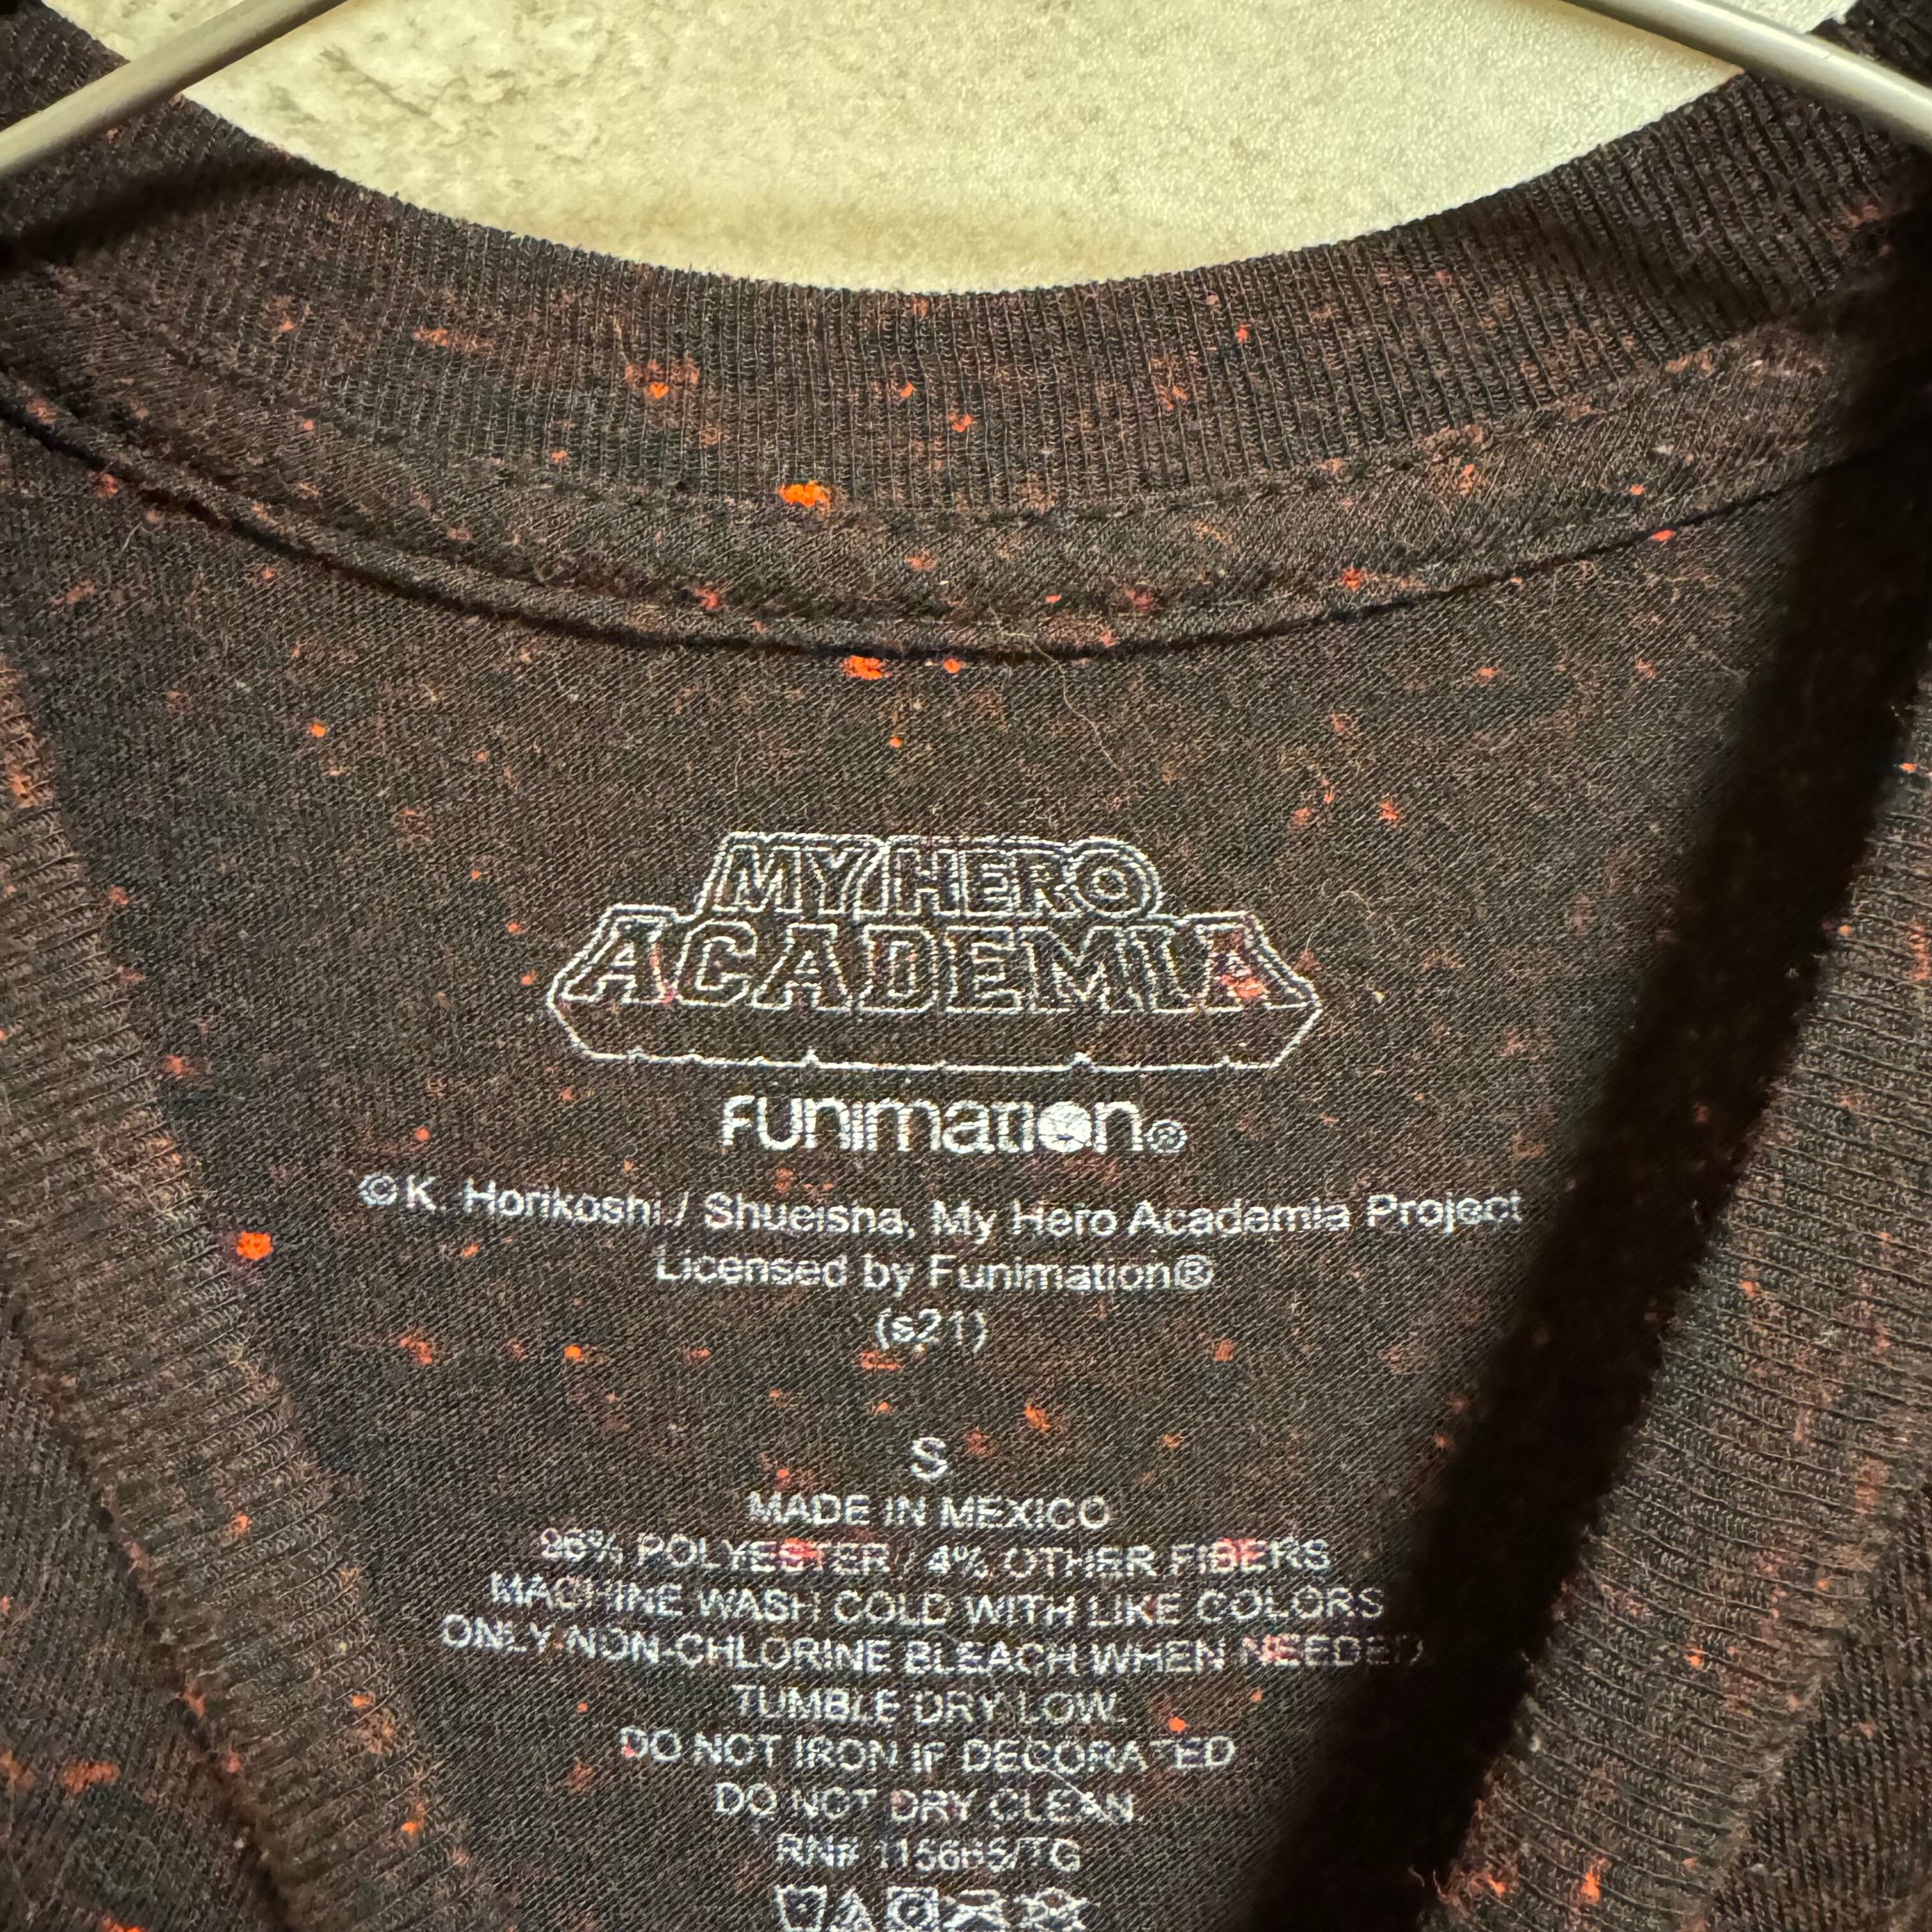 MY HERO
ACADEMIA
FUNIMATION®
©K. Horikoshi / Shueisha, My Hero Academia Project
Licensed by Funimation®
(s21)
S
MADE IN MEXICO
96% POLYESTER / 4% OTHER FIBERS
MACHINE WASH COLD WITH LIKE COLORS
ONLY NON-CHLORINE BLEACH WHEN NEEDED
TUMBLE DRY LOW.
DO NOT IRON IF DECORATED
DO NOT DRY CLEAN.
RN#